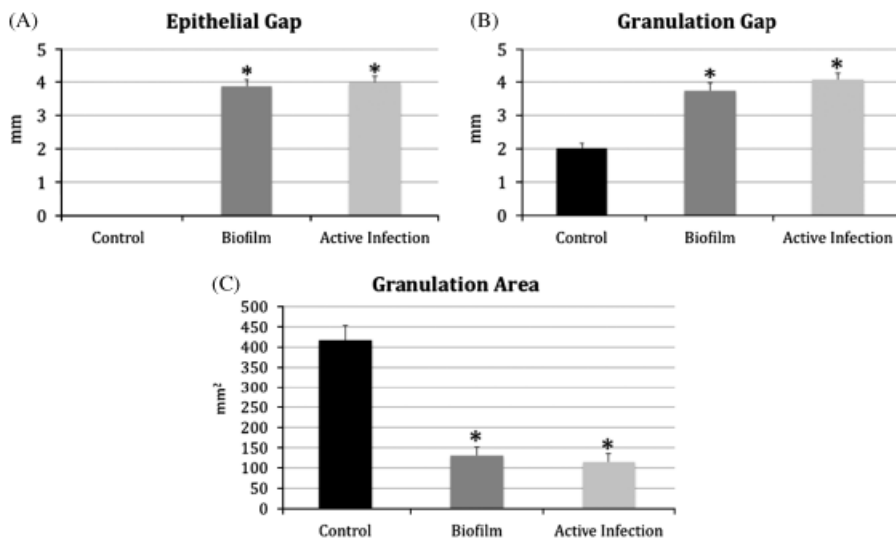 (A) Epithelial Gap
5
4
3
2
1
0
mm
* *
Control Biofilm Active Infection
(B) Granulation Gap
5
4
3
2
1
0
mm
* *
Control Biofilm Active Infection
(C) Granulation Area
500
450
400
350
300
250
200
150
100
50
0
mm²
* *
Control Biofilm Active Infection